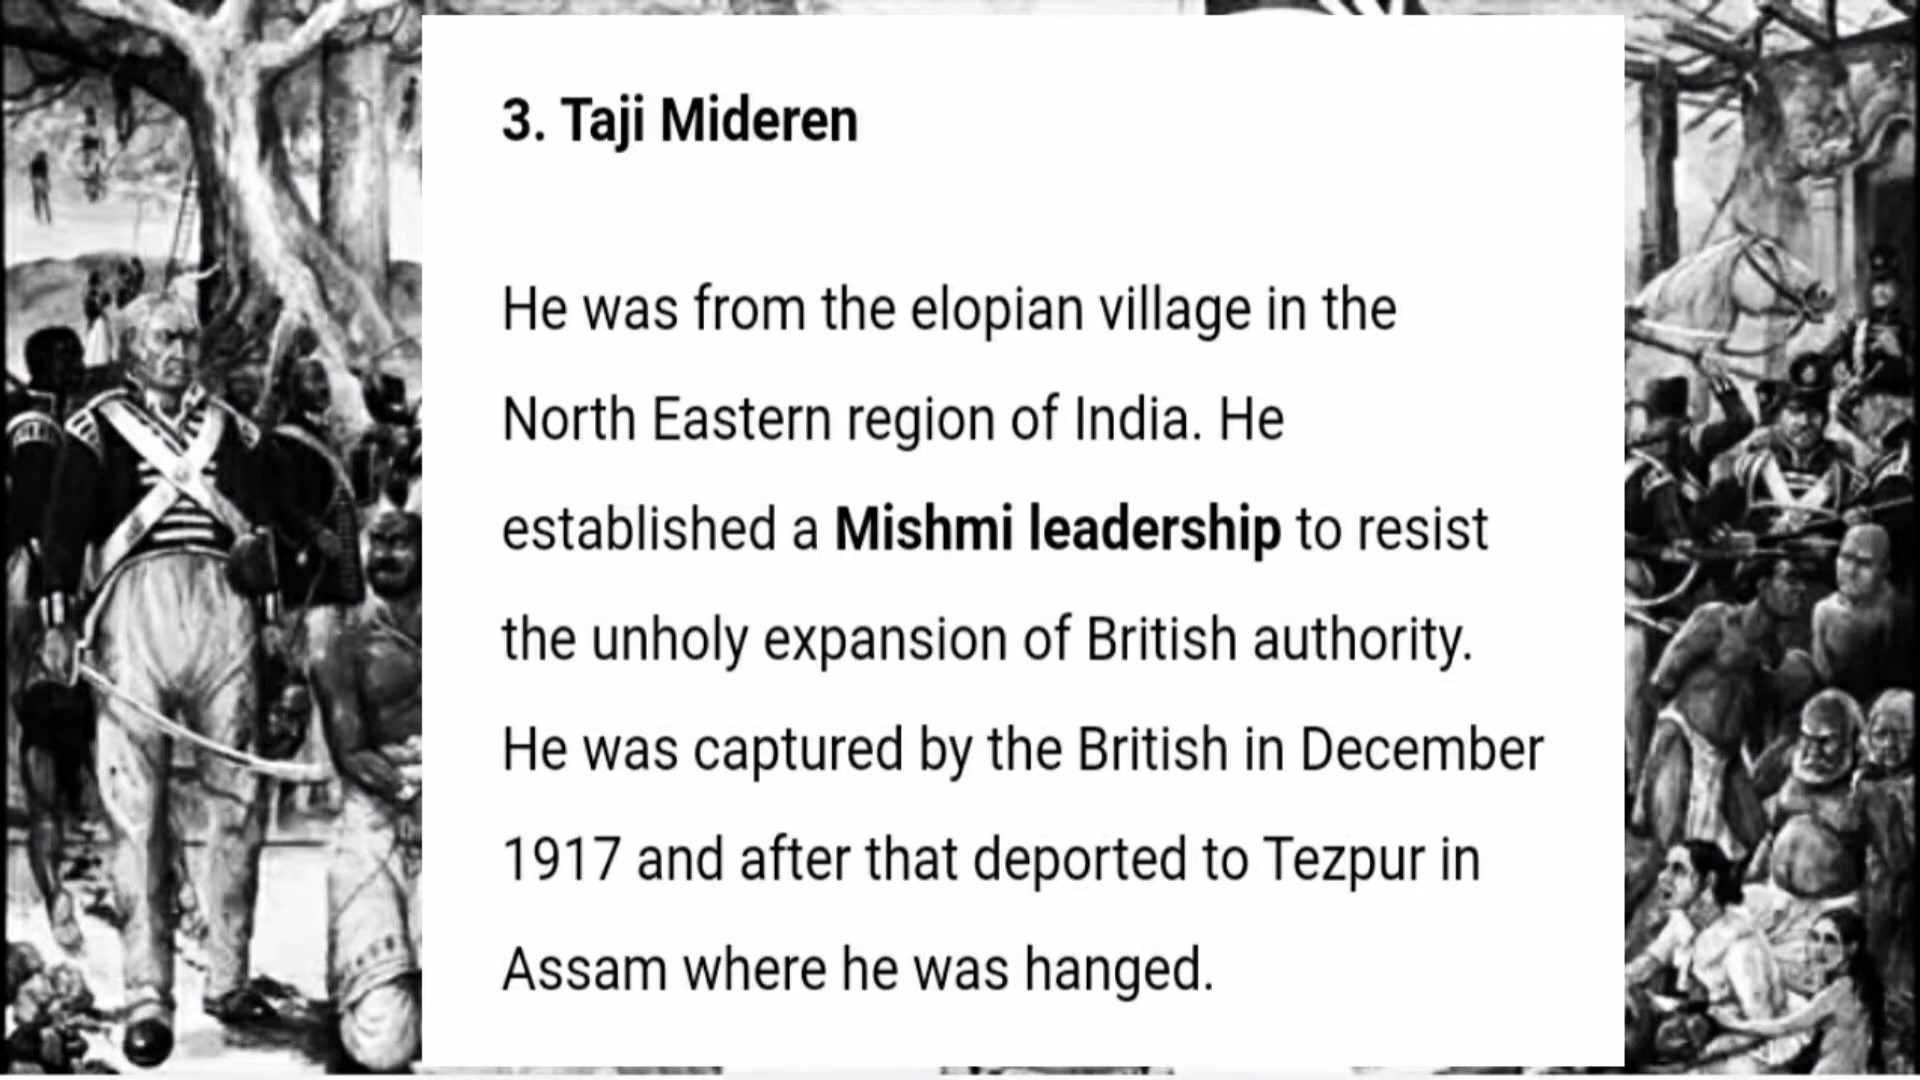 3. Taji Mideren
He was from the elopian village in the
North Eastern region of India. He
established a Mishmi leadership to resist
the unholy expansion of British authority.
He was captured by the British in December
1917 and after that deported to Tezpur in
Assam where he was hanged.